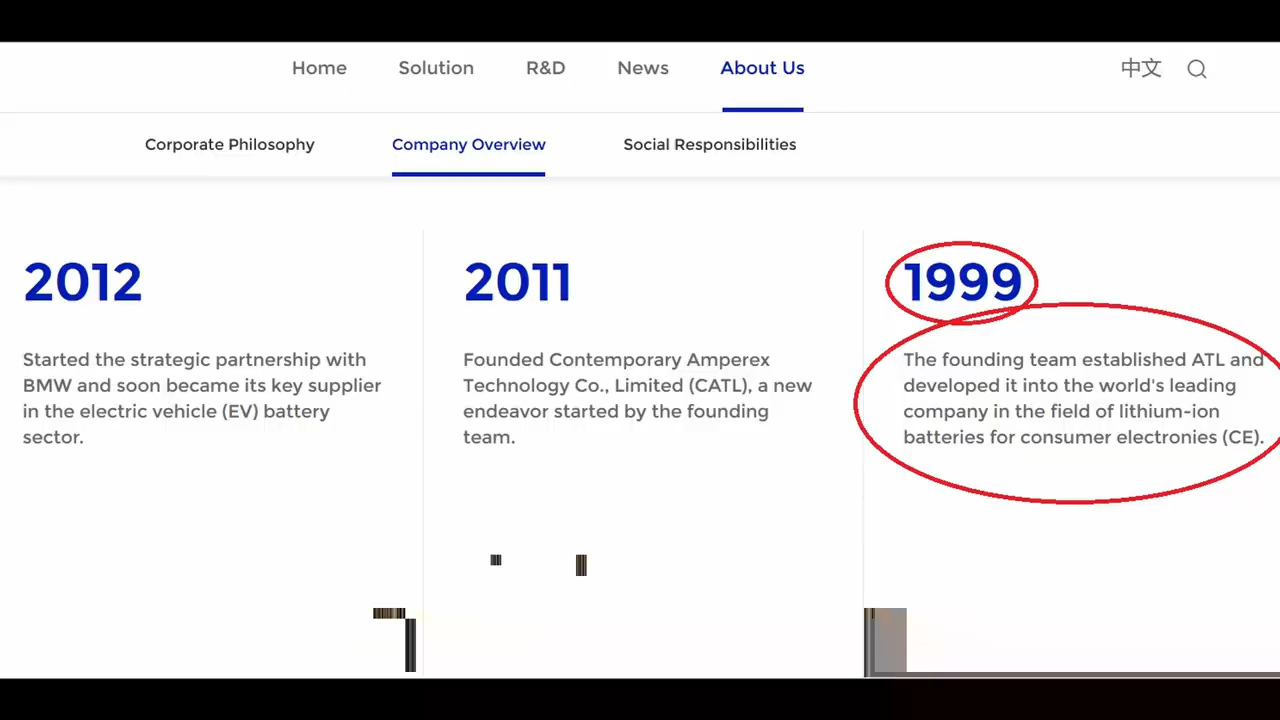 Home Solution R&D News About Us 中文
Corporate Philosophy Company Overview Social Responsibilities
2012
Started the strategic partnership with
BMW and soon became its key supplier
in the electric vehicle (EV) battery
sector.
2011
Founded Contemporary Amperex
Technology Co., Limited (CATL), a new
endeavor started by the founding
team.
1999
The founding team established ATL and
developed it into the world's leading
company in the field of lithium-ion
batteries for consumer electronies (CE).